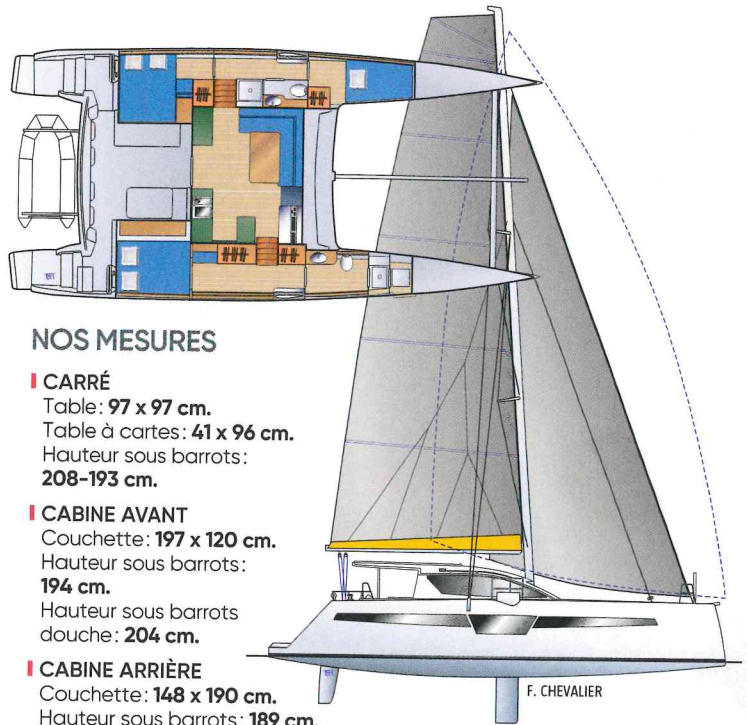 NOS MESURES
CARRÉ
Table : 97 x 97 cm.
Table à cartes : 41 x 96 cm.
Hauteur sous barrots :
208-193 cm.
CABINE AVANT
Couchette : 197 x 120 cm.
Hauteur sous barrots :
194 cm.
Hauteur sous barrots
douche : 204 cm.
CABINE ARRIÈRE
Couchette : 148 x 190 cm.
Hauteur sous barrots : 189 cm.
F. CHEVALIER